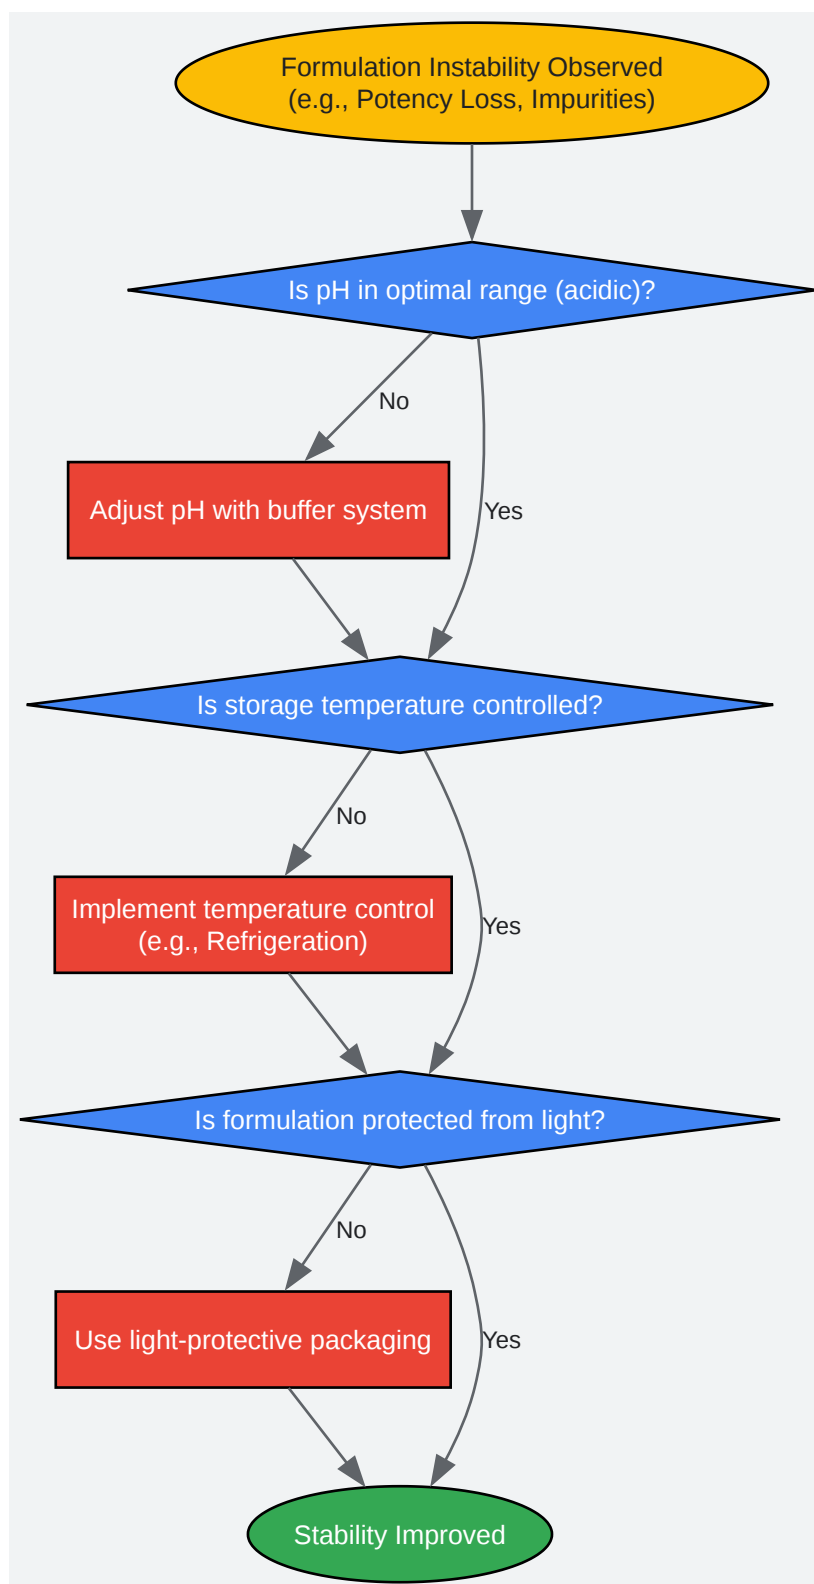 Formulation Instability Observed
(e.g., Potency Loss, Impurities)
Is pH in optimal range (acidic)?
No
Adjust pH with buffer system
Yes
Is storage temperature controlled?
No
Implement temperature control
(e.g., Refrigeration)
Yes
Is formulation protected from light?
No
Use light-protective packaging
Yes
Stability Improved